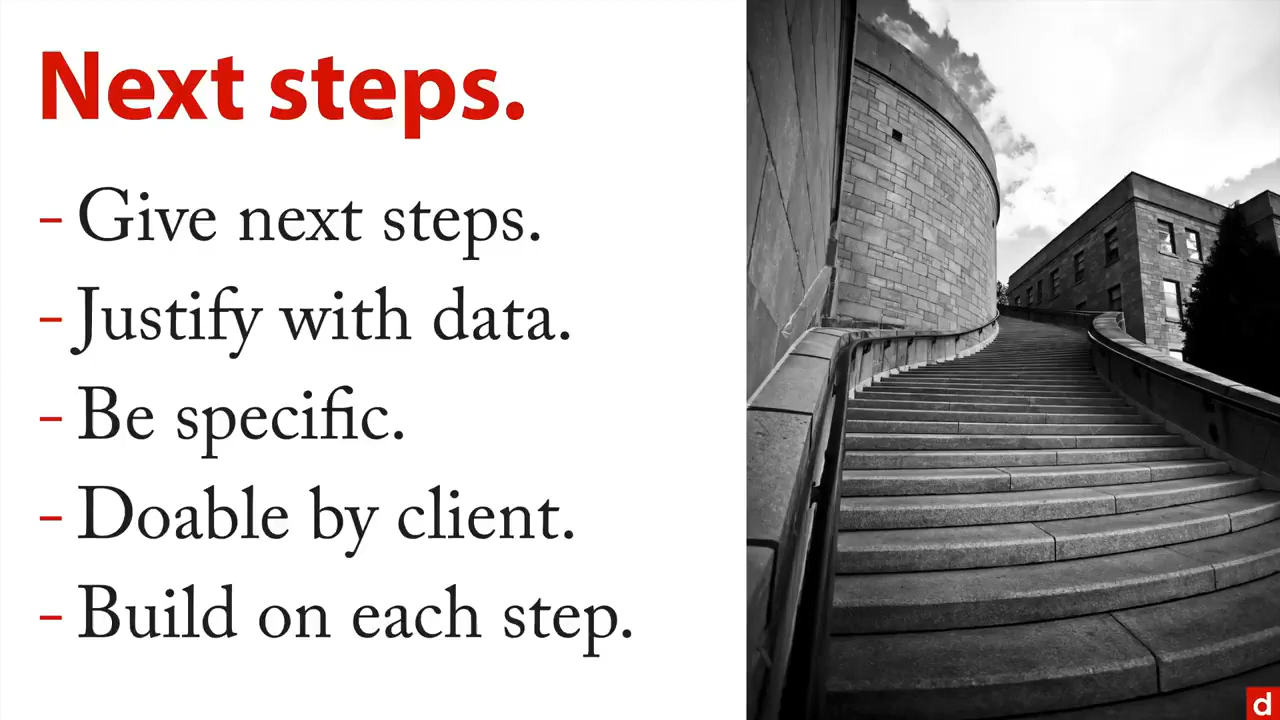 Next steps.
- Give next steps.
- Justify with data.
- Be specific.
- Doable by client.
- Build on each step.
d